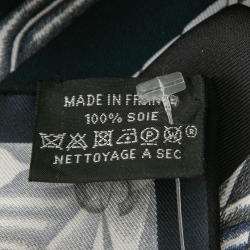 MADE IN FRANCE
100% SOIE
P ®
NETTOYAGE A SEC